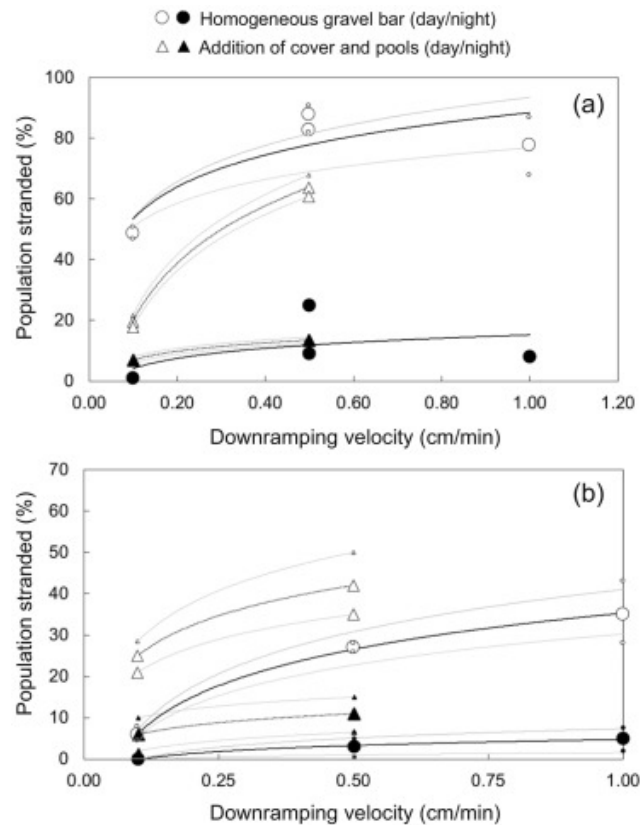 Homogeneous gravel bar (day/night)
Addition of cover and pools (day/night)
(a)
Population stranded (%)
100
80
60
40
20
0
0.00 0.20 0.40 0.60 0.80 1.00 1.20
Downramping velocity (cm/min)
(b)
Population stranded (%)
70
60
50
40
30
20
10
0
0.00 0.25 0.50 0.75 1.00
Downramping velocity (cm/min)